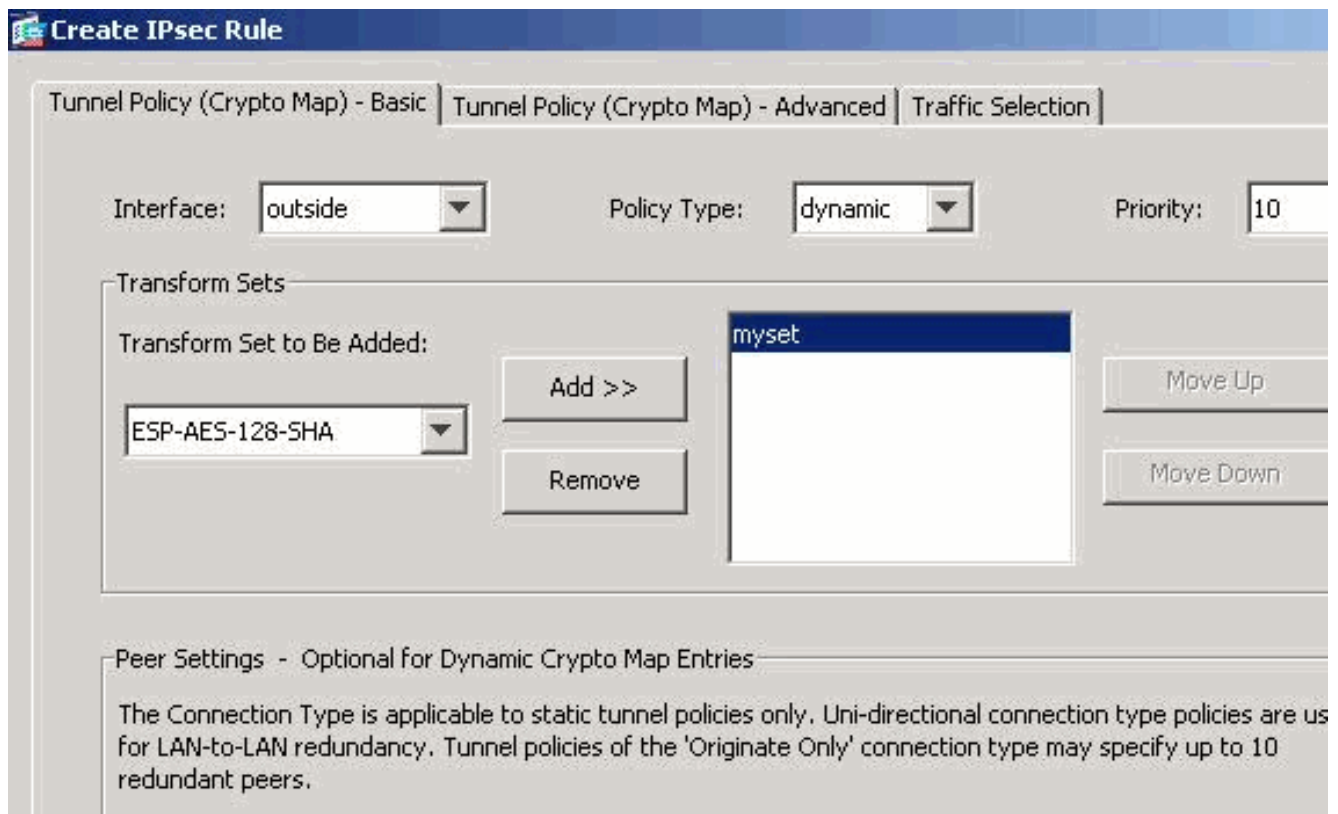 Create IPsec Rule
Tunnel Policy (Crypto Map) - Basic Tunnel Policy (Crypto Map) - Advanced Traffic Selection
Interface: outside Policy Type: dynamic Priority: 10
Transform Sets
Transform Set to Be Added:
myset
Add >>
Move Up
ESP-AES-128-SHA
Remove
Move Down
Peer Settings - Optional for Dynamic Crypto Map Entries
The Connection Type is applicable to static tunnel policies only. Uni-directional connection type policies are us
for LAN-to-LAN redundancy. Tunnel policies of the 'Originate Only' connection type may specify up to 10
redundant peers.